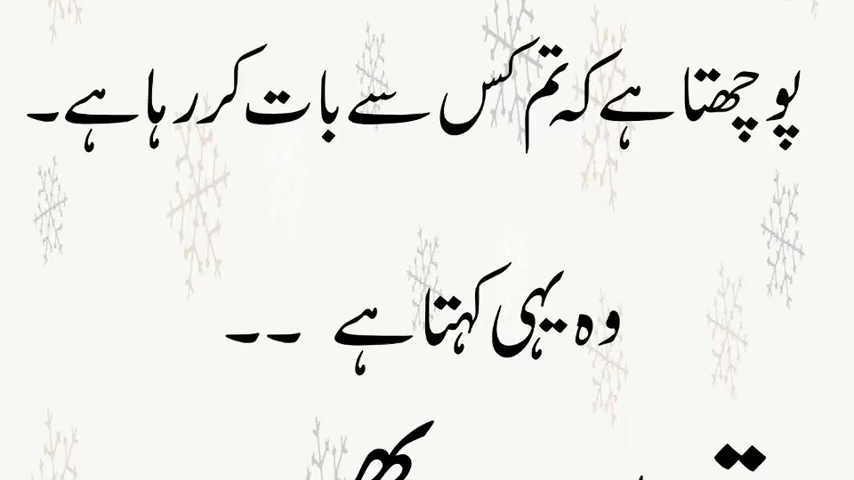 پوچھتا ہے کہ تم کس سے بات کر رہا ہے۔
وہ یہی کہتا ہے ۔۔